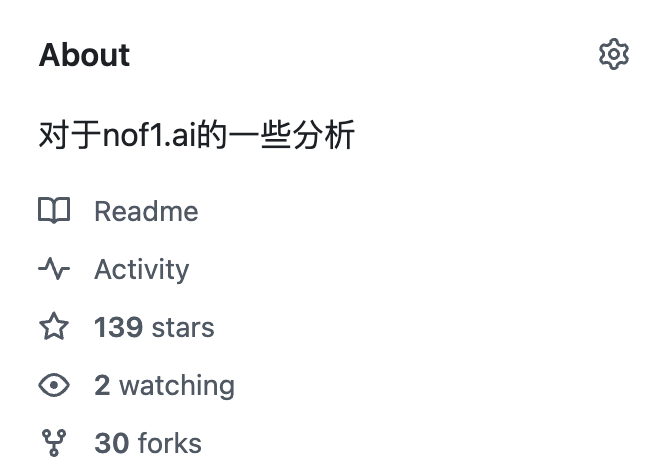 About
对于nof1.ai的一些分析
Readme
Activity
139 stars
2 watching
30 forks